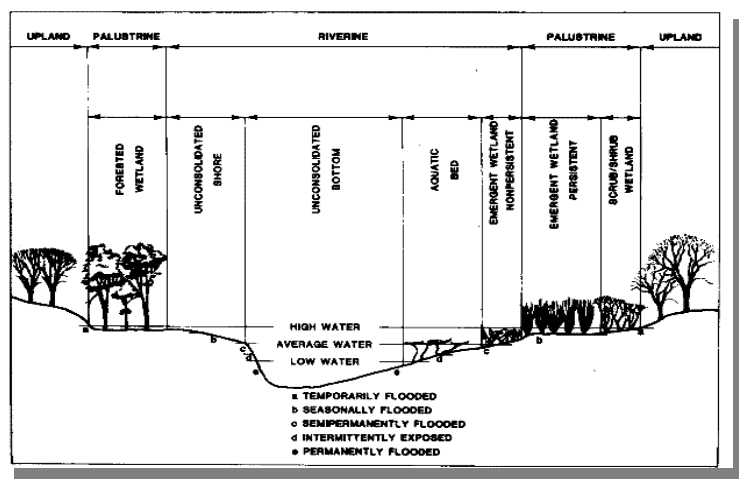 UPLAND PALUSTRINE RIVERINE PALUSTRINE UPLAND
FORESTED
WETLAND
UNCONSOLIDATED
SHORE
UNCONSOLIDATED
BOTTOM
AQUATIC
BED
EMERGENT WETLAND
NONPERSISTENT
EMERGENT WETLAND
PERSISTENT
SCRUB/SHRUB
WETLAND
HIGH WATER
AVERAGE WATER
LOW WATER
a
b
c
d
e
e
d
c
b
a
a TEMPORARILY FLOODED
b SEASONALLY FLOODED
c SEMIPERMANENTLY FLOODED
d INTERMITTENTLY EXPOSED
e PERMANENTLY FLOODED